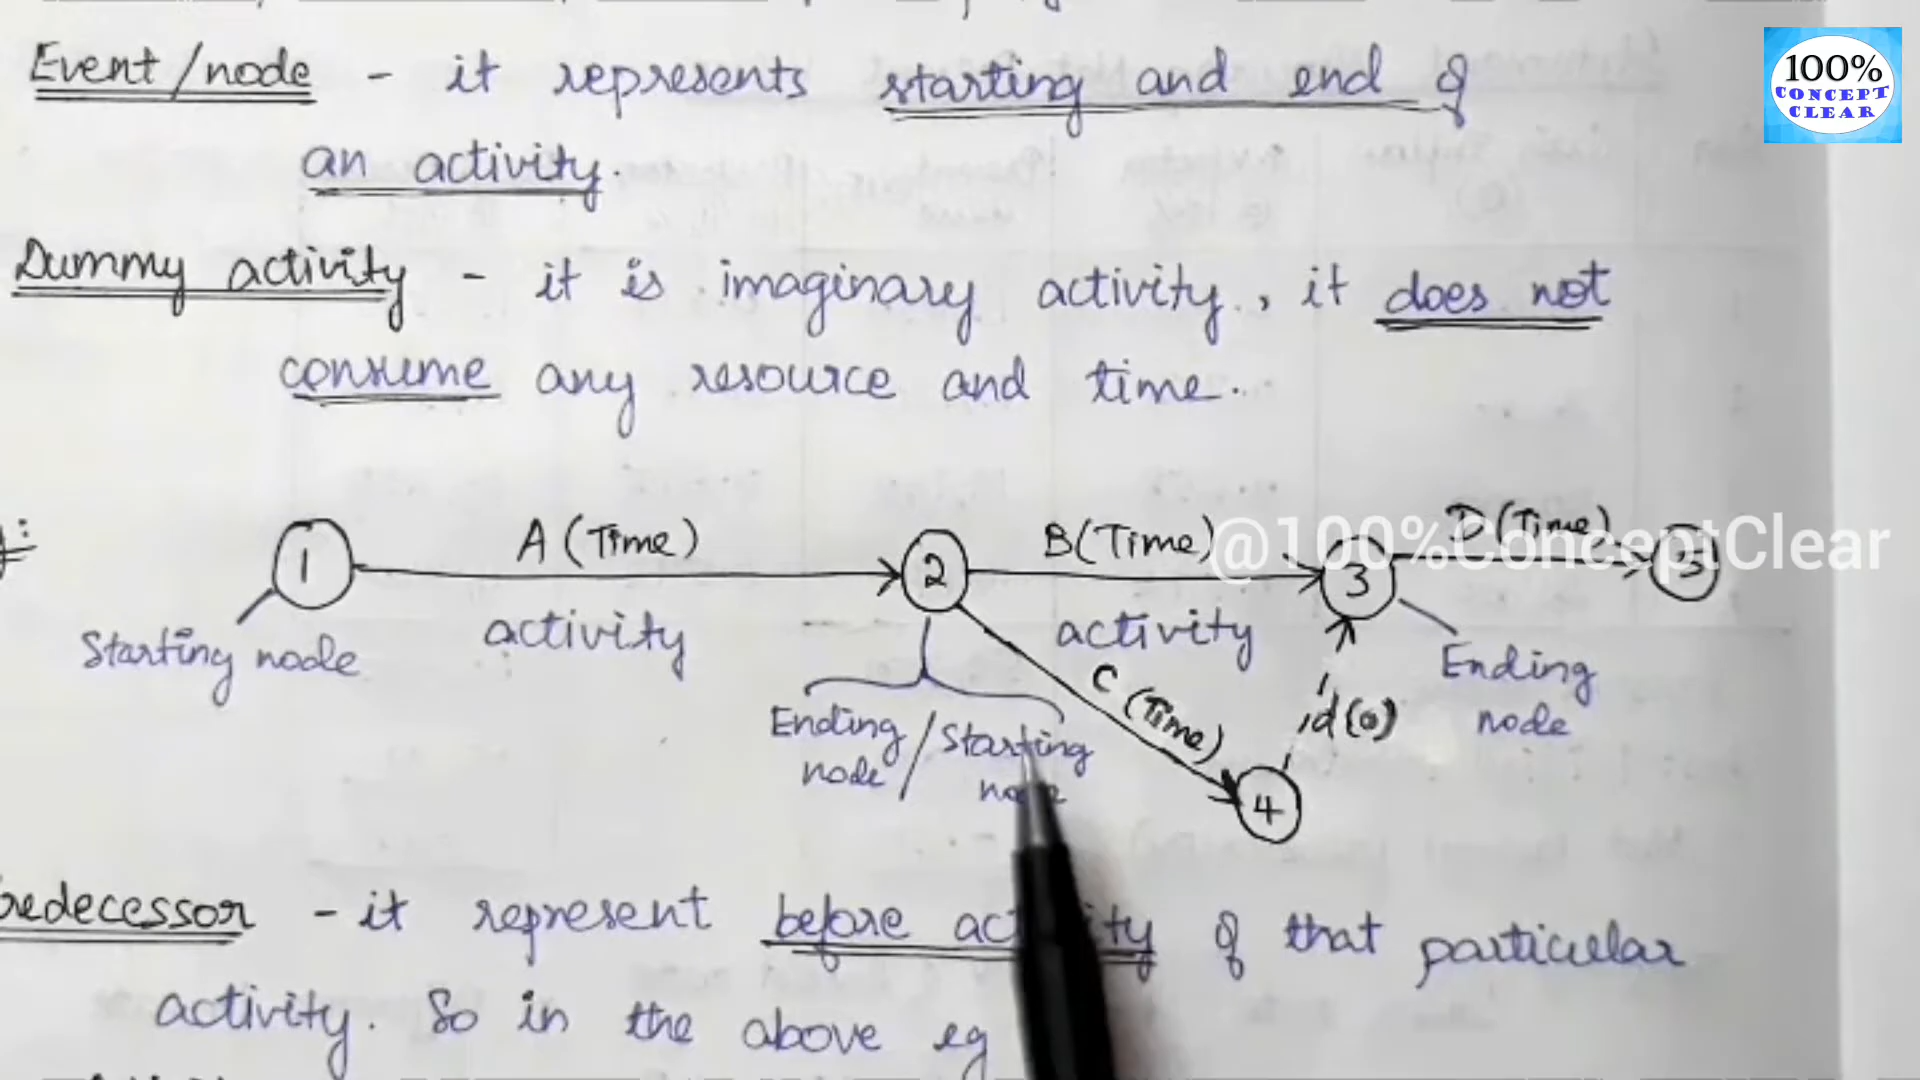 100%
CONCEPT
CLEAR
Event/node - it represents starting and end of
an activity.
Dummy activity - it is imaginary activity, it does not
consume any resource and time.
1 A (Time) 2 B(Time) 3 D(Time) 5
@100%ConceptClear
Starting node
activity
activity
Ending
node
Ending
node
/
Starting
C (Time)
d(0)
4
- it represent before of that particular
activity. So in the above eg